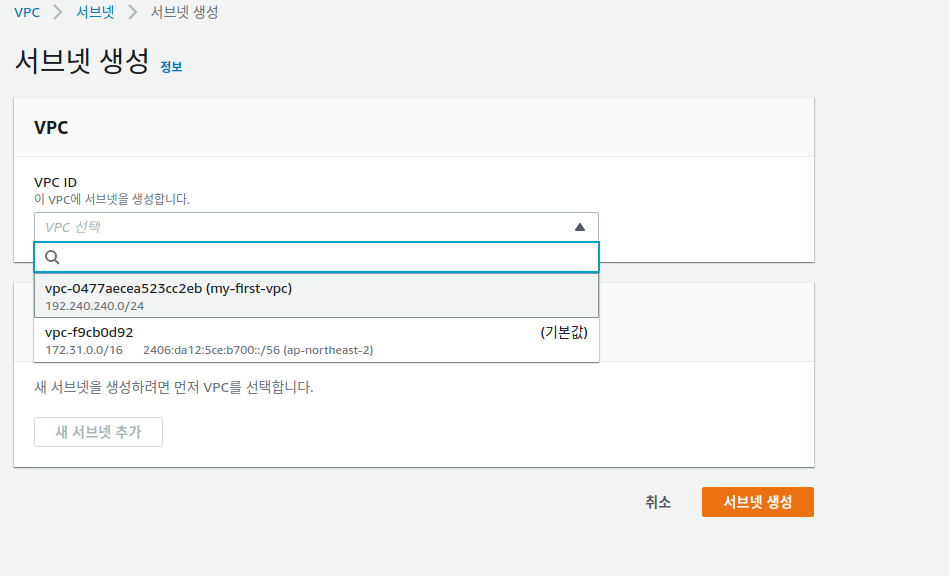 VPC > 서브넷 > 서브넷 생성
서브넷 생성 정보
VPC
VPC ID
이 VPC에 서브넷을 생성합니다.
VPC 선택
vpc-0477aecea523cc2eb (my-first-vpc)
192.240.240.0/24
vpc-f9cb0d92 (기본값)
172.31.0.0/16 2406:da12:5ce:b700::/56 (ap-northeast-2)
새 서브넷을 생성하려면 먼저 VPC를 선택합니다.
새 서브넷 추가
취소 서브넷 생성